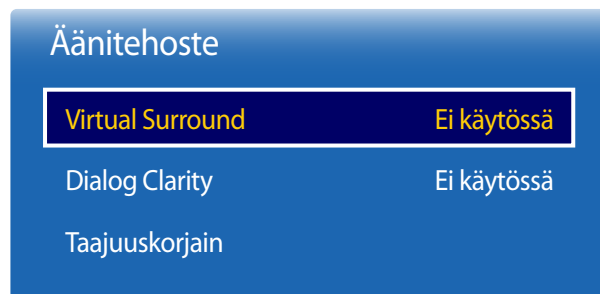 Äänitehoste
Virtual Surround Ei käytössä
Dialog Clarity Ei käytössä
Taajuuskorjain